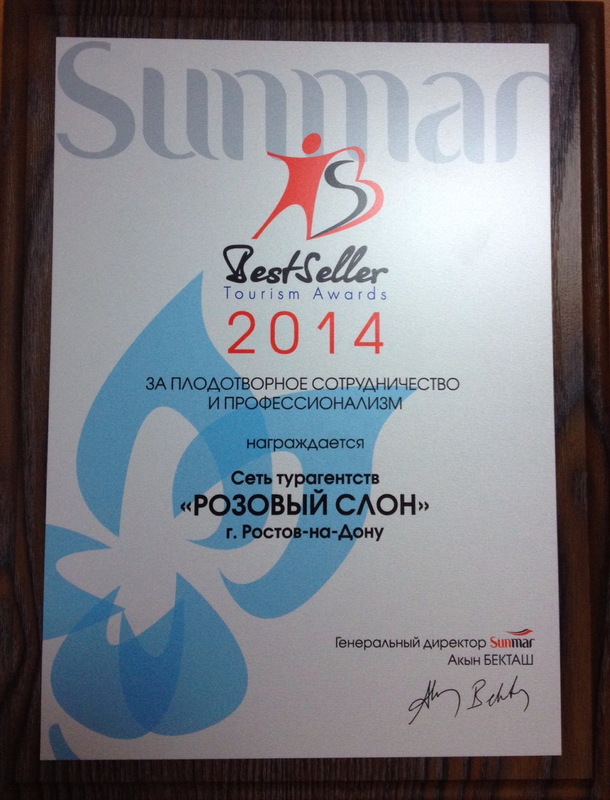 Sunmar
BestSeller
Tourism Awards
2014
ЗА ПЛОДОТВОРНОЕ СОТРУДНИЧЕСТВО
И ПРОФЕССИОНАЛИЗМ
награждается
Сеть турагентств
«РОЗОВЫЙ СЛОН»
г. Ростов-на-Дону
Генеральный директор Sunmar
Акын БЕКТАШ